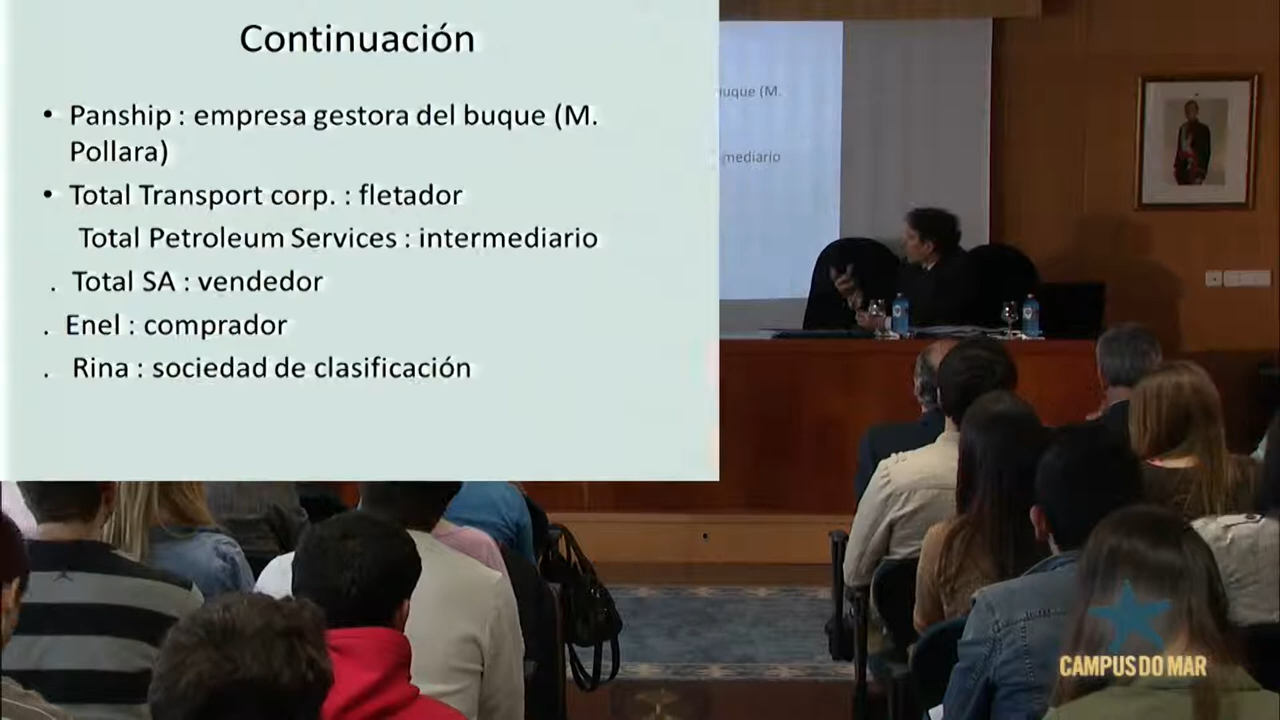 Continuación
• Panship : empresa gestora del buque (M.
Pollara)
• Total Transport corp. : fletador
Total Petroleum Services : intermediario
. Total SA : vendedor
. Enel : comprador
. Rina : sociedad de clasificación
buque (M.
mediario
CAMPUS DO MAR